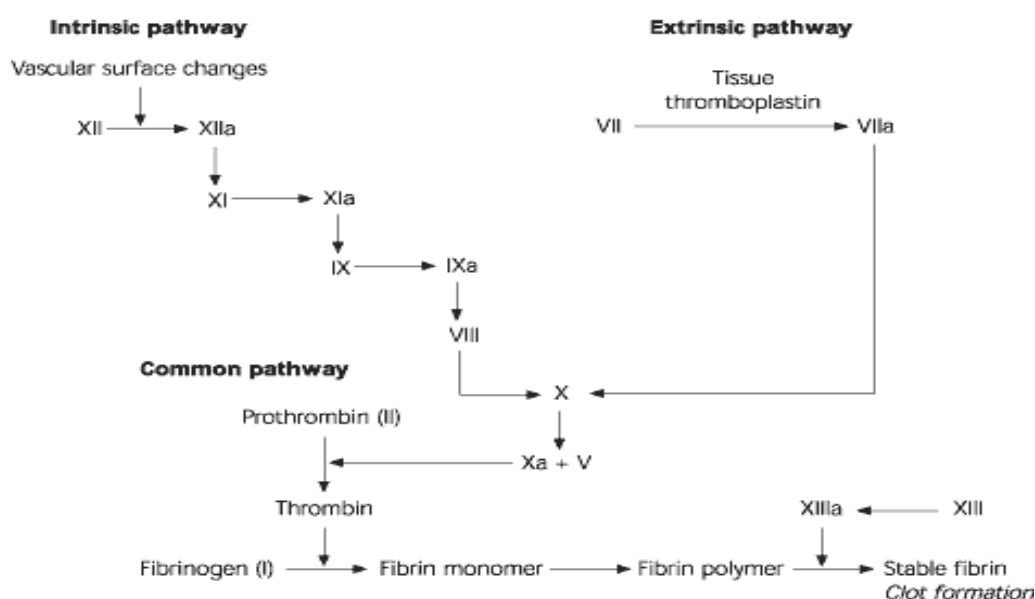 Intrinsic pathway
Extrinsic pathway
Vascular surface changes
Tissue
thromboplastin
XII
XIIa
VII
VIIa
XI
XIa
IX
IXa
VIII
Common pathway
X
Prothrombin (II)
Xa + V
Thrombin
XIIIa
XIII
Fibrinogen (I)
Fibrin monomer
Fibrin polymer
Stable fibrin
Clot formation